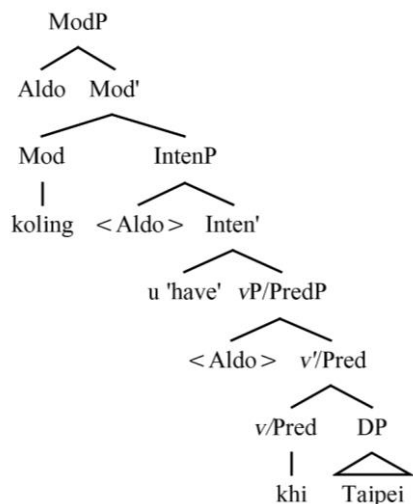 ModP
Aldo Mod'
Mod IntenP
koling < Aldo > Inten'
u 'have' vP/PredP
< Aldo > v'/Pred
v/Pred DP
khi Taipei